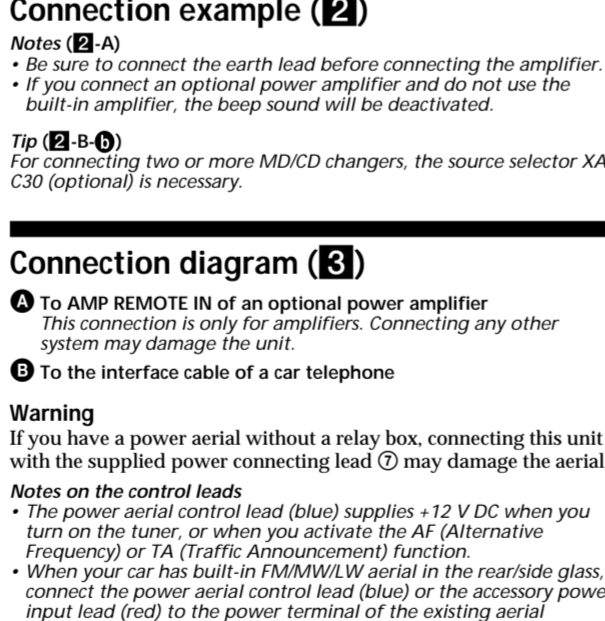 Connection example (2)
Notes (2-A)
• Be sure to connect the earth lead before connecting the amplifier.
• If you connect an optional power amplifier and do not use the
built-in amplifier, the beep sound will be deactivated.
Tip (2-B-b)
For connecting two or more MD/CD changers, the source selector XA
C30 (optional) is necessary.
Connection diagram (3)
A To AMP REMOTE IN of an optional power amplifier
This connection is only for amplifiers. Connecting any other
system may damage the unit.
B To the interface cable of a car telephone
Warning
If you have a power aerial without a relay box, connecting this unit
with the supplied power connecting lead ⑦ may damage the aerial
Notes on the control leads
• The power aerial control lead (blue) supplies +12 V DC when you
turn on the tuner, or when you activate the AF (Alternative
Frequency) or TA (Traffic Announcement) function.
• When your car has built-in FM/MW/LW aerial in the rear/side glass,
connect the power aerial control lead (blue) or the accessory powe
input lead (red) to the power terminal of the existing aerial